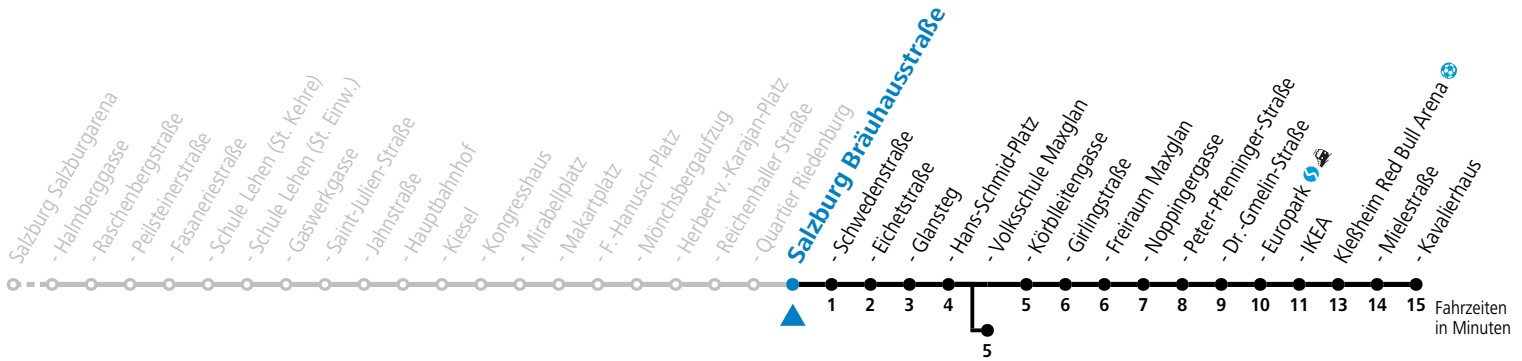 Salzburg Salzburgarena
- Halmberggasse
- Raschenbergstraße
- Peilsteinerstraße
- Fasaneriestraße
- Schule Lehen (St. Kehre)
- Schule Lehen (St. Einw.)
- Gaswerkgasse
- Saint-Julien-Straße
- Jahnstraße
- Hauptbahnhof
- Kiesel
- Kongresshaus
- Mirabellplatz
- Makartplatz
- F.-Hanusch-Platz
- Mönchsbergaufzug
- Herbert-v.-Karajan-Platz
- Reichenhaller Straße
- Quartier Riedenburg
Salzburg Bräuhausstraße
- Schwedenstraße
- Eichetstraße
- Glansteg
- Hans-Schmid-Platz
- Volksschule Maxglan
- Körblleitengasse
- Girlingstraße
- Freiraum Maxglan
- Noppingergasse
- Peter-Pfenninger-Straße
- Dr.-Gmelin-Straße
- Europark
- IKEA
Kleßheim Red Bull Arena
- Mielestraße
- Kavalierhaus
1 2 3 4 5 6 6 7 8 9 10 11 13 14 15 Fahrzeiten
in Minuten
5